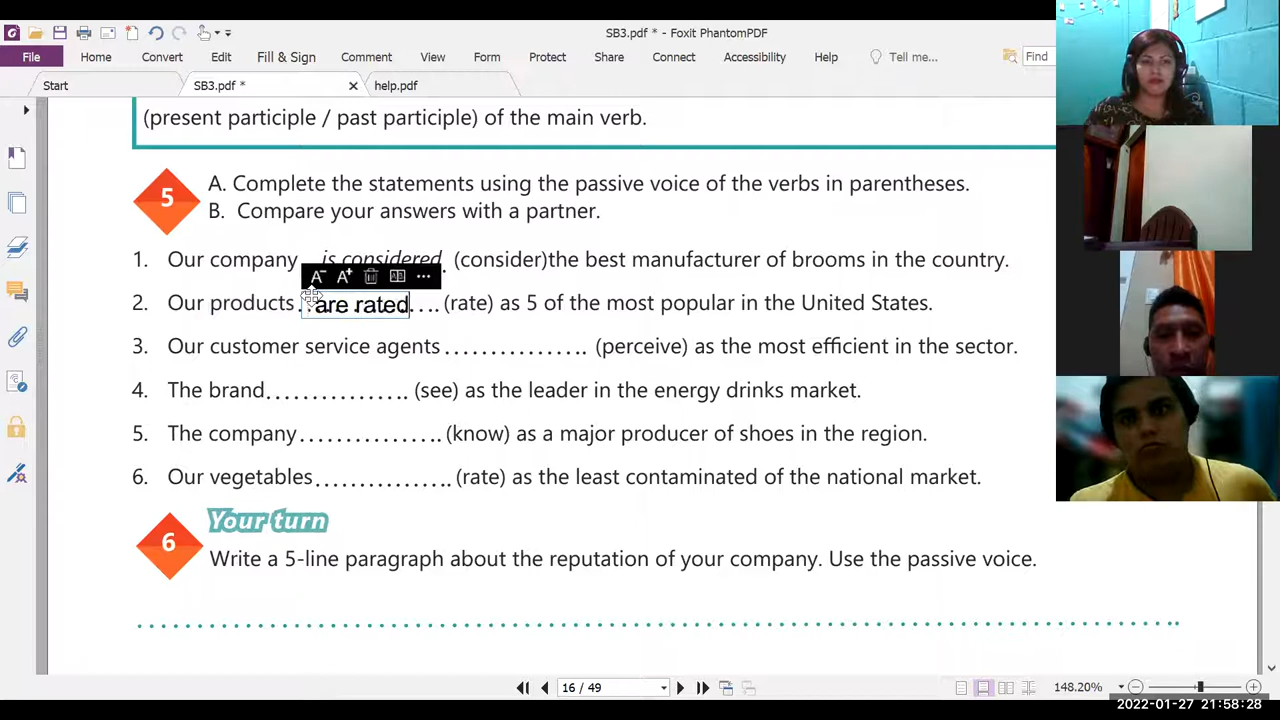 SB3.pdf * - Foxit PhantomPDF
File Home Convert Edit Fill & Sign Comment View Form Protect Share Connect Accessibility Help Tell me... Find
Start SB3.pdf * help.pdf
(present participle / past participle) of the main verb.
5 A. Complete the statements using the passive voice of the verbs in parentheses.
B. Compare your answers with a partner.
1. Our company is considered. (consider)the best manufacturer of brooms in the country.
2. Our products are rated (rate) as 5 of the most popular in the United States.
3. Our customer service agents ............... (perceive) as the most efficient in the sector.
4. The brand............... (see) as the leader in the energy drinks market.
5. The company............... (know) as a major producer of shoes in the region.
6. Our vegetables............... (rate) as the least contaminated of the national market.
Your turn
6 Write a 5-line paragraph about the reputation of your company. Use the passive voice.
16 / 49 148.20%
2022-01-27 21:58:28